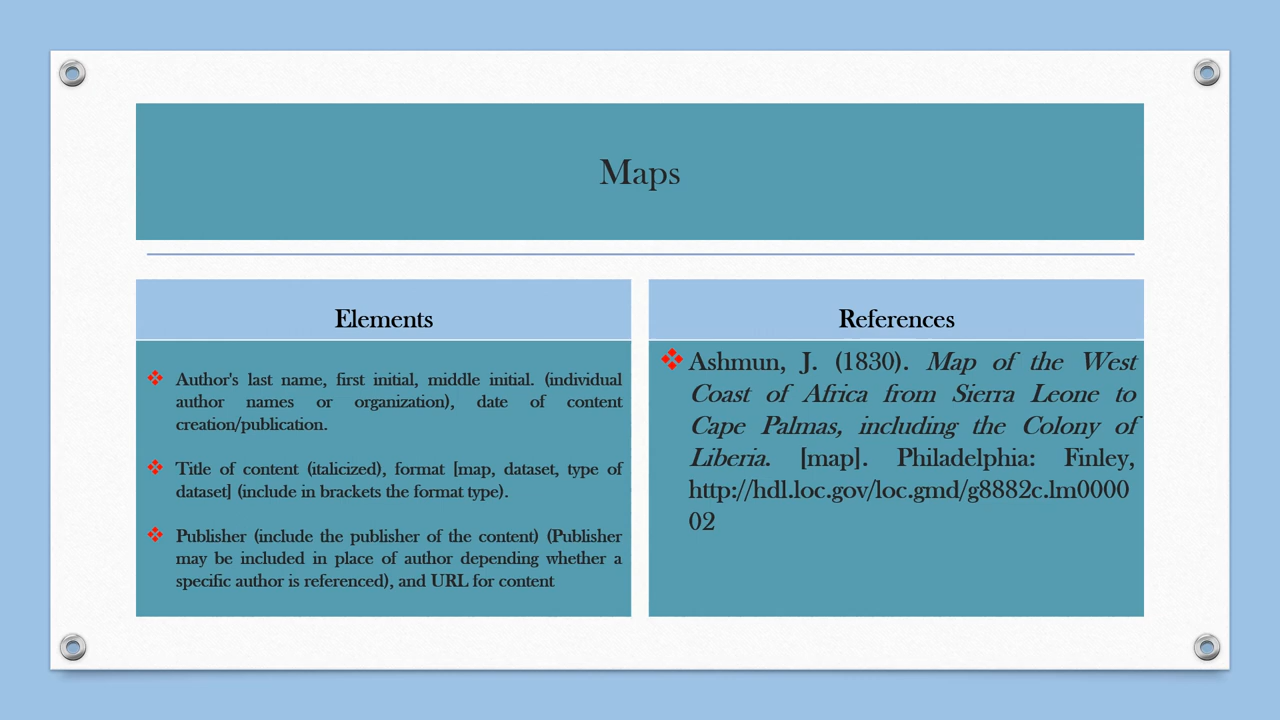 Maps
Elements
Author's last name, first initial, middle initial. (individual
author names or organization), date of content
creation/publication.
Title of content (italicized), format [map, dataset, type of
dataset] (include in brackets the format type).
Publisher (include the publisher of the content) (Publisher
may be included in place of author depending whether a
specific author is referenced), and URL for content
References
Ashmun, J. (1830). Map of the West
Coast of Africa from Sierra Leone to
Cape Palmas, including the Colony of
Liberia. [map]. Philadelphia: Finley,
http://hdl.loc.gov/loc.gmd/g8882c.lm0000
02